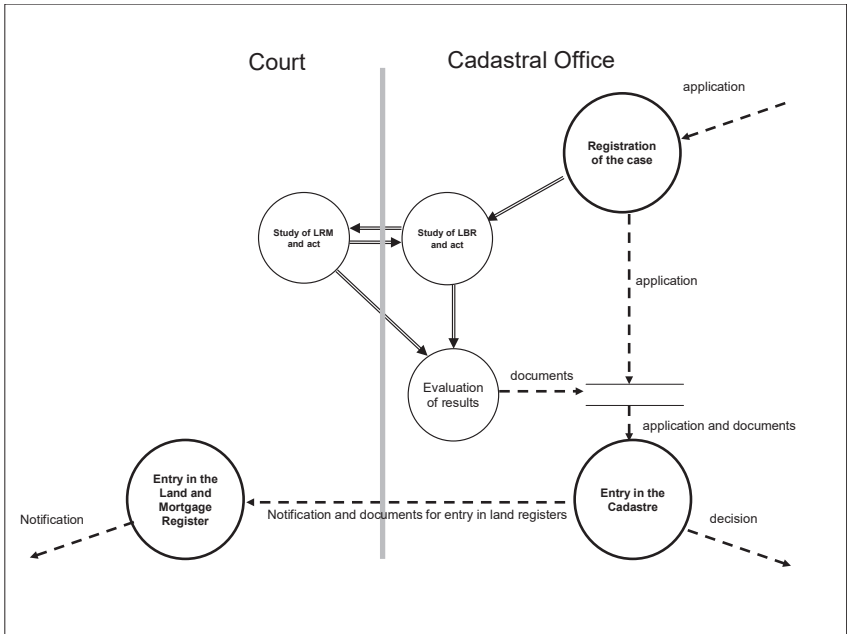 Court
Cadastral Office
application
Registration
of the case
Study of LRM
and act
Study of LBR
and act
application
Evaluation
of results
documents
application and documents
Entry in the
Land and
Mortgage
Register
Entry in the
Cadastre
Notification
Notification and documents for entry in land registers
decision